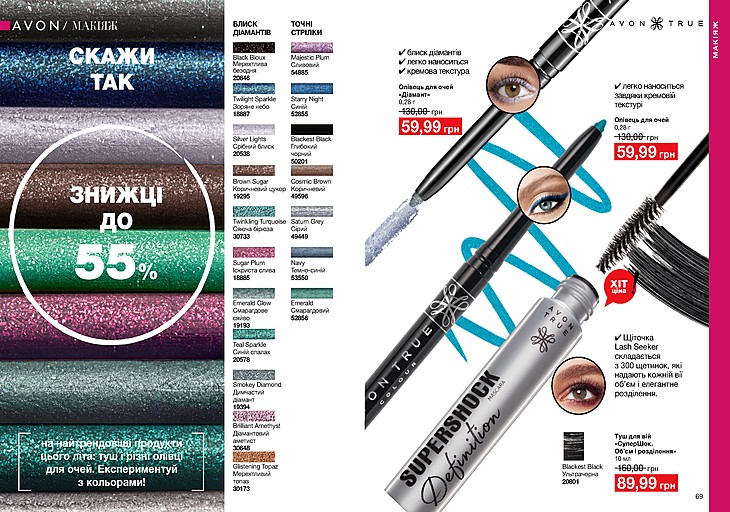 AVON / МАКІЯЖ
СКАЖИ
ТАК
ЗНИЖЦІ
ДО
55%
на найтрендовіші продукти
цього літа: туш і різні олівці
для очей. Експериментуй
з кольорами!
БЛИСК
ДІАМАНТІВ
Black Bioux
Мерехтлива
безодня
20846
Twilight Sparkle
Зоряне небо
18887
Silver Lights
Срібний блиск
20538
Brown Sugar
Коричневий цукор
19295
Twinkling Turquoise
Сяюча бірюза
30733
Sugar Plum
Іскриста слива
18885
Emerald Glow
Смарагдове
сяйво
19193
Teal Sparkle
Синій спалах
20578
Smokey Diamond
Димчастий
діамант
19394
Brilliant Amethyst
Діамантовий
аметист
30648
Glistening Topaz
Мерехтливий
топаз
30173
ТОЧНІ
СТРІЛКИ
Majestic Plum
Сливовий
54885
Starry Night
Синій
52855
Blackest Black
Глибокий
чорний
50201
Cosmic Brown
Коричневий
49596
Saturn Grey
Сірий
49449
Navy
Темно-синій
53550
Emerald
Смарагдовий
52856
✔ блиск діамантів
✔ легко наноситься
✔ кремова текстура
Олівець для очей
«Діамант»
0,28 г
130,00 грн
59,99 грн
AVON TRUE
МАКІЯЖ
✔ легко наноситься
завдяки кремовій
текстурі
Олівець для очей
0,28 г
130,00 грн
59,99 грн
ХІТ
ціна
ON TRUE
COLOUR
AVON
TRUE
SUPERSHOCK
MASCARA
Definition
✔ Щіточка
Lash Seeker
складається
з 300 щетинок, які
надають кожній вії
об'єм і елегантне
розділення.
Blackest Black
Ультрачорна
20801
Туш для вій
«СуперШок.
Об'єм і розділення»
10 мл
160,00 грн
89,99 грн
69